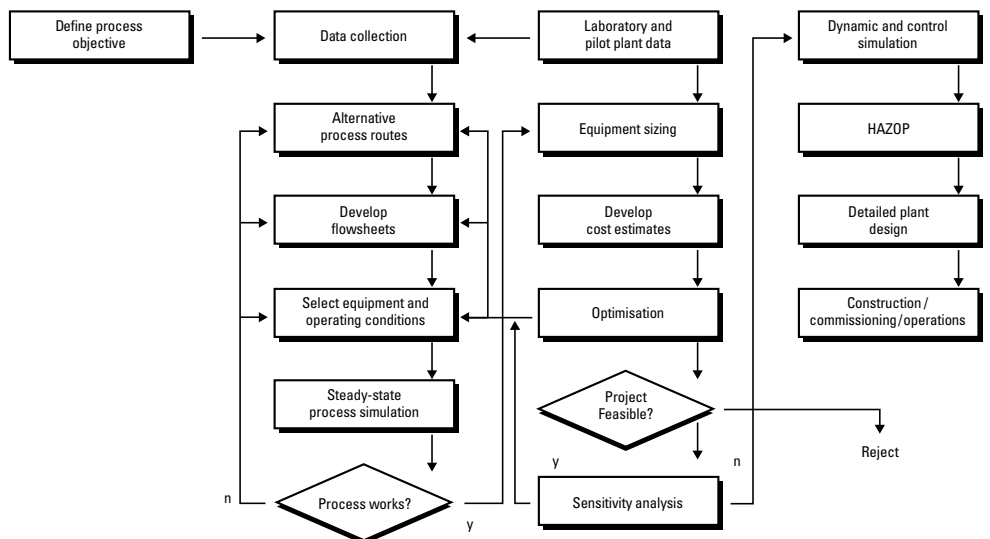 Define process
objective
Data collection
Laboratory and
pilot plant data
Dynamic and control
simulation
Alternative
process routes
Equipment sizing
HAZOP
Develop
flowsheets
Develop
cost estimates
Detailed plant
design
Select equipment and
operating conditions
Optimisation
Construction/
commissioning/operations
Steady-state
process simulation
Project
Feasible?
Reject
y
n
n
Process works?
y
Sensitivity analysis